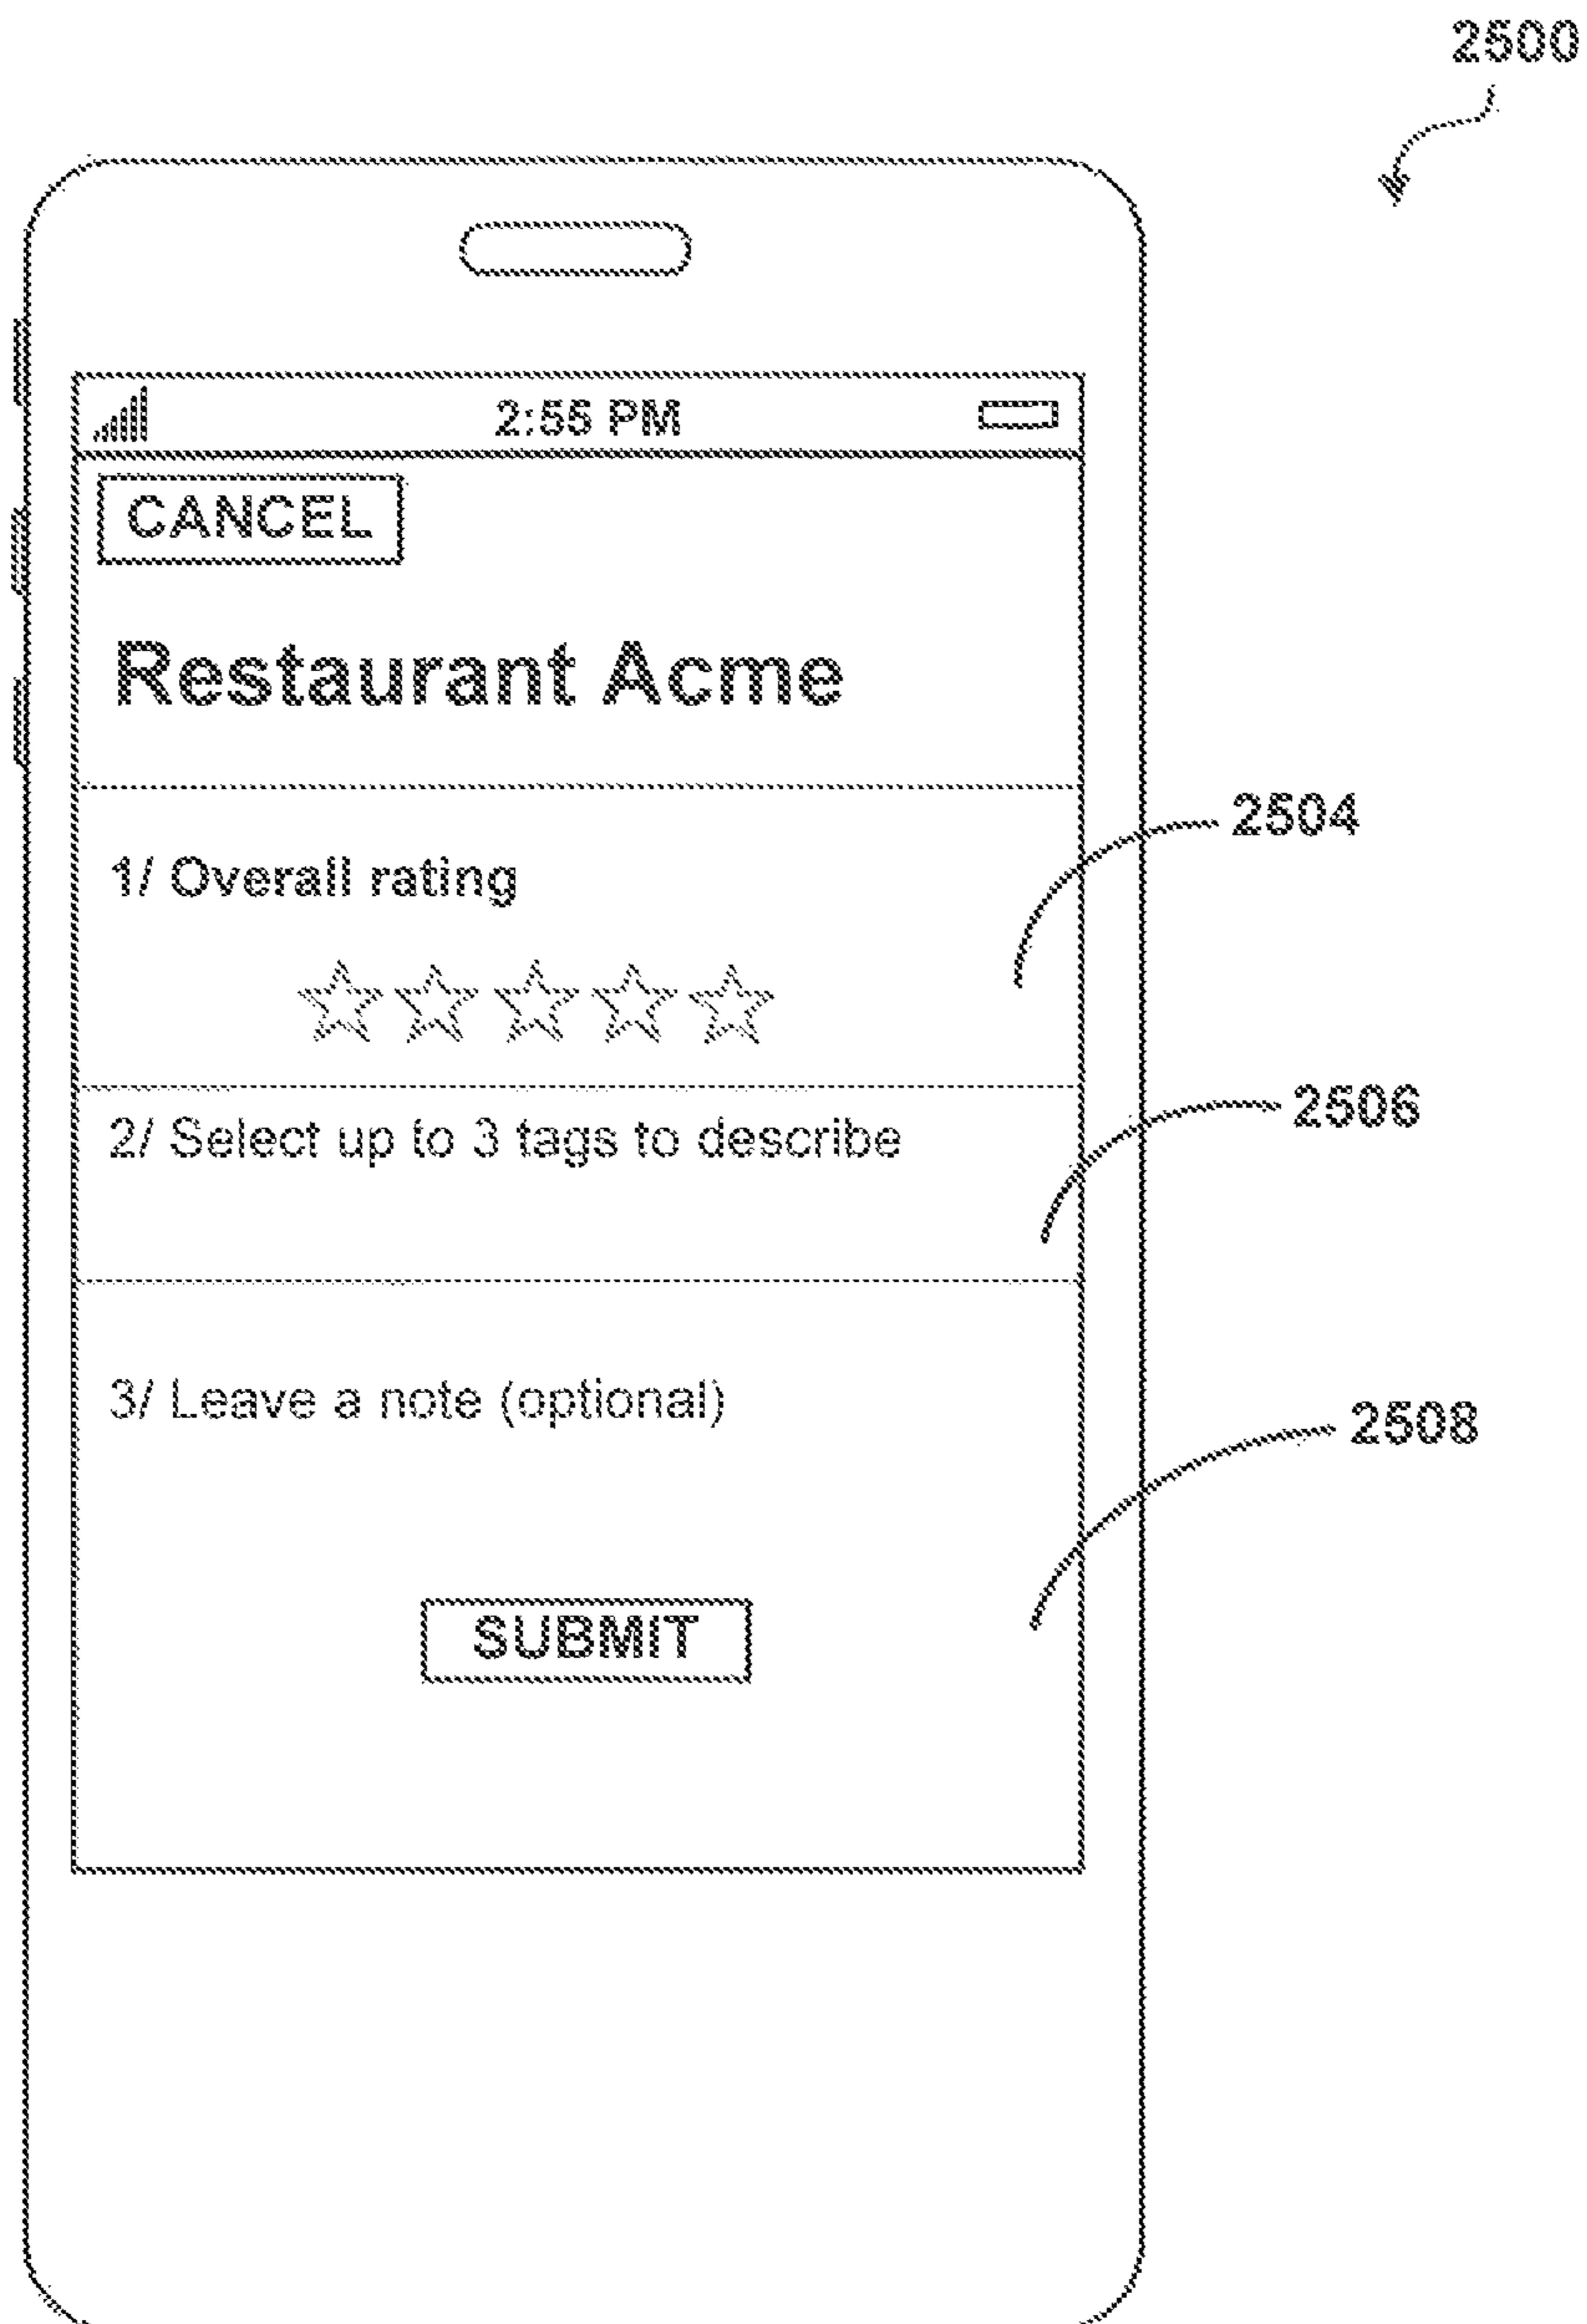 2500
2:55 PM
CANCEL
Restaurant Acme
2504
1/ Overall rating
2506
2/ Select up to 3 tags to describe
3/ Leave a note (optional)
2508
SUBMIT